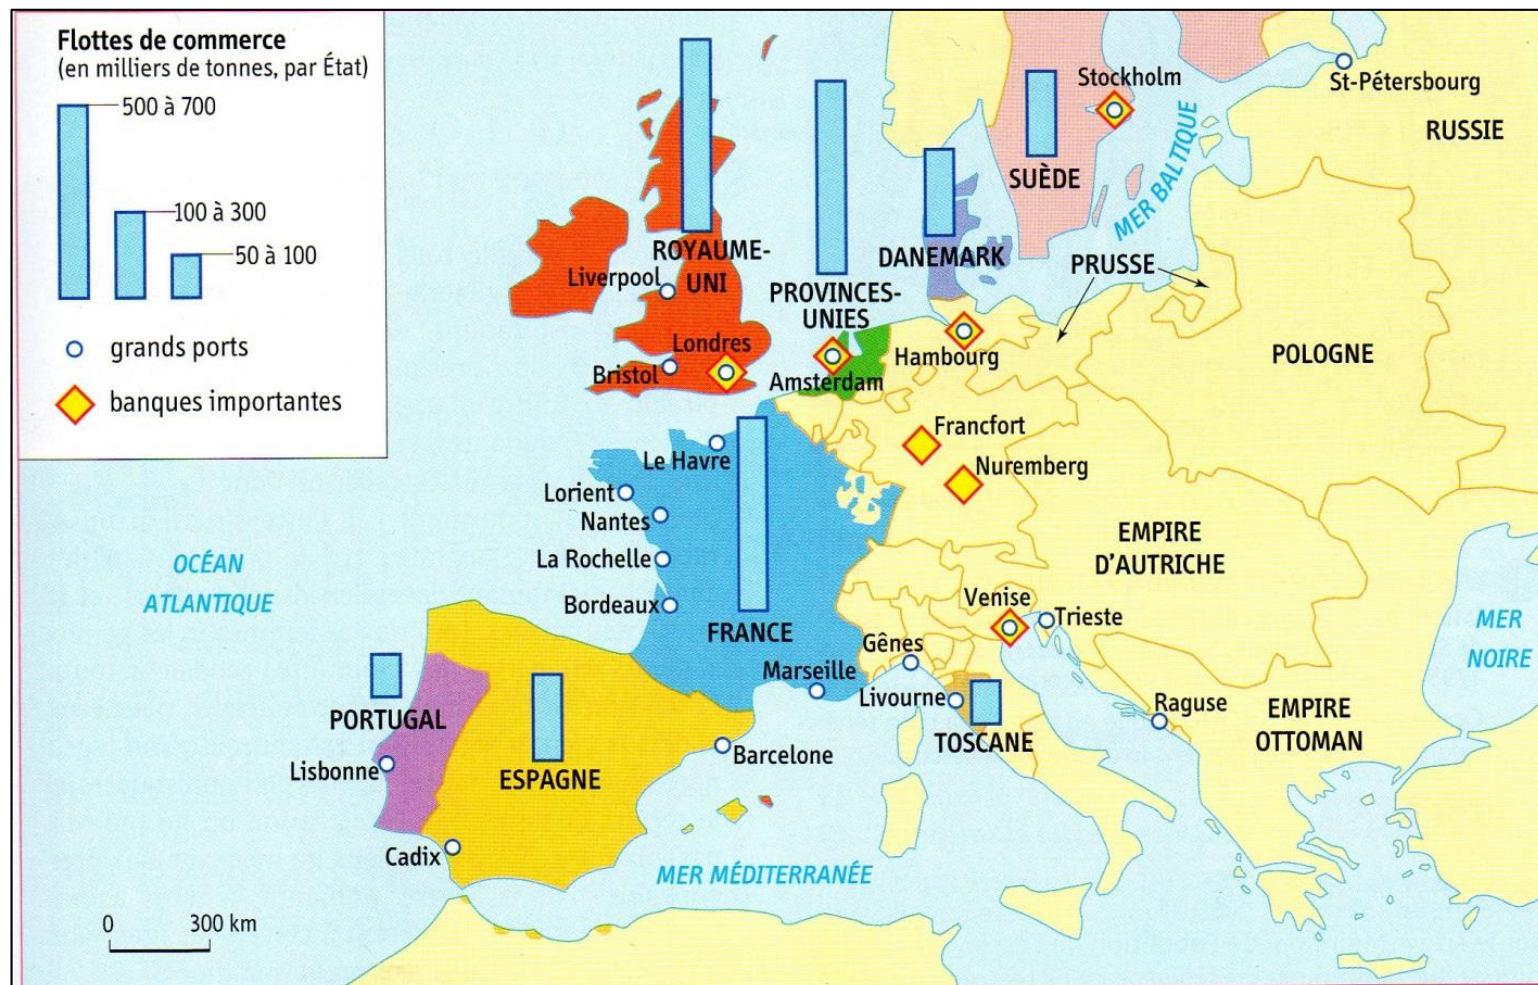 Flottes de commerce
(en milliers de tonnes, par État)
500 à 700
100 à 300
50 à 100
grands ports
banques importantes
Stockholm
St-Pétersbourg
RUSSIE
SUÈDE
MER BALTIQUE
ROYAUME-
UNI
Liverpool
DANEMARK
PRUSSE
PROVINCES-
UNIES
Londres
Bristol
Amsterdam
Hambourg
POLOGNE
Francfort
Nuremberg
Le Havre
Lorient
Nantes
La Rochelle
Bordeaux
FRANCE
EMPIRE
D'AUTRICHE
OCÉAN
ATLANTIQUE
Venise
Trieste
Gênes
Marseille
Livourne
TOSCANE
Raguse
MER
NOIRE
EMPIRE
OTTOMAN
PORTUGAL
Lisbonne
ESPAGNE
Barcelone
Cadix
MER MÉDITERRANÉE
0 300 km